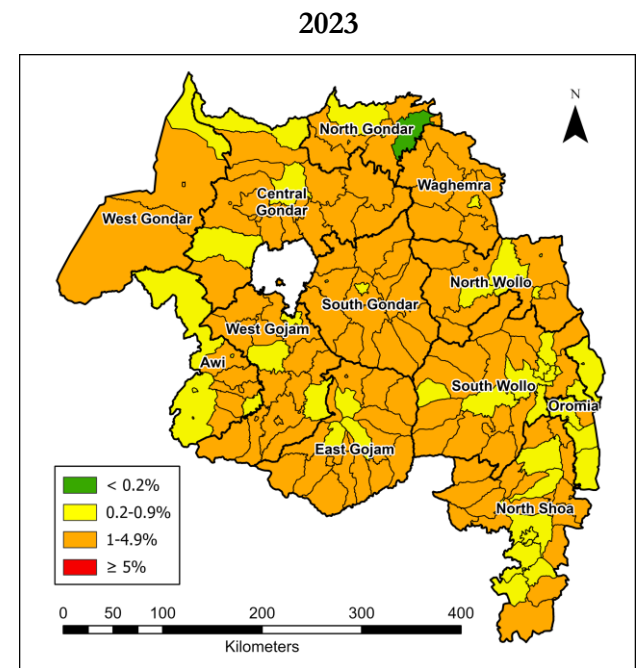 2023
N
North Gondar
Waghemra
Central
Gondar
West Gondar
North Wollo
South Gondar
West Gojam
Awi
South Wollo
Oromia
East Gojam
North Shoa
< 0.2%
0.2-0.9%
1-4.9%
≥ 5%
0 50 100 200 300 400
Kilometers